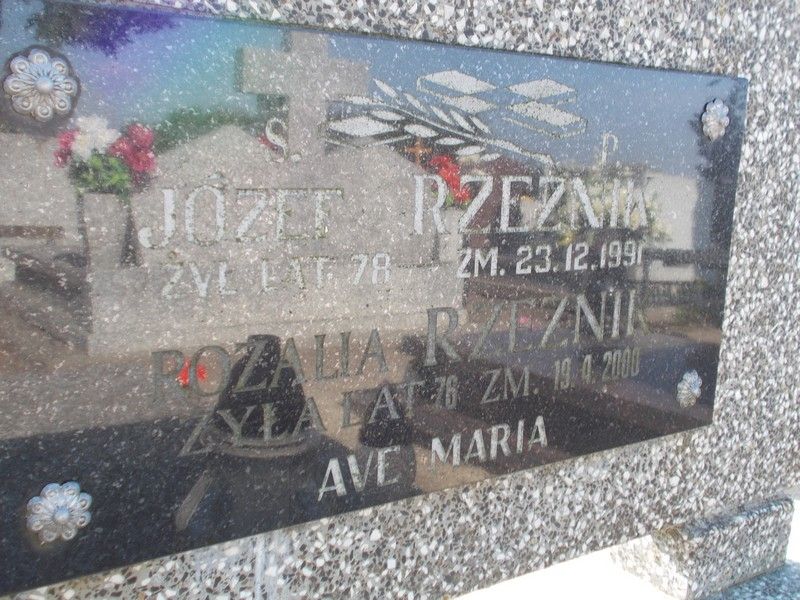 Ś.
JÓZEF RZEŹNIK
ŻYŁ LAT 78 ZM. 23.12.1991
ROZALIA RZEŹNIK
ŻYŁA LAT 76 ZM. 19.4.2000
AVE MARIA